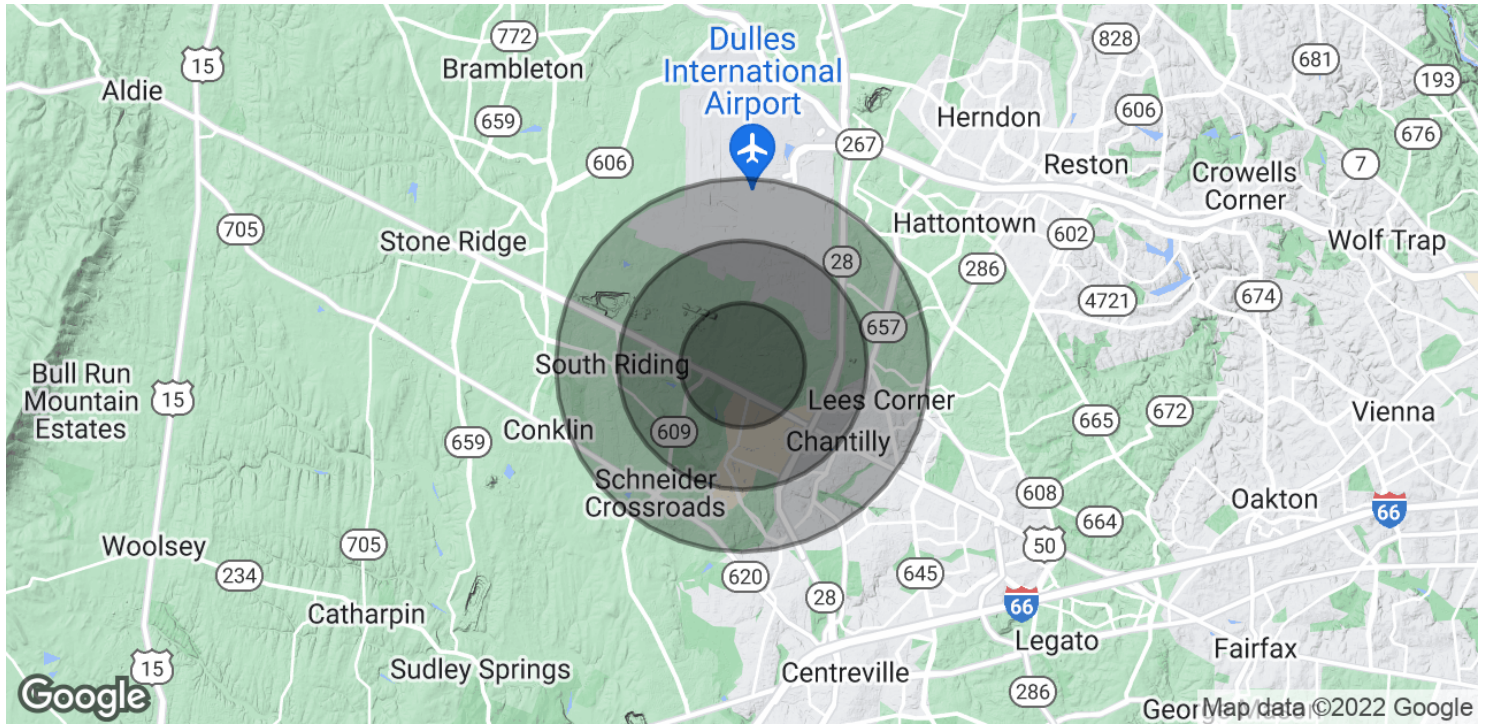 772
828
Dulles
International
Airport
681
193
15
Aldie
Brambleton
659
606
Herndon
606
676
267
Reston
7
Crowells
Corner
606
705
Stone Ridge
Hattontown
602
Wolf Trap
28
286
4721
674
657
South Riding
Bull Run
Mountain
Estates
15
Lees Corner
665
672
Vienna
Conklin
659
609
Chantilly
Schneider
Crossroads
608
Oakton
66
664
50
Woolsey
705
234
620
645
28
66
Catharpin
Legato
Fairfax
15
Sudley Springs
Centreville
286
Google
Map data ©2022 Google